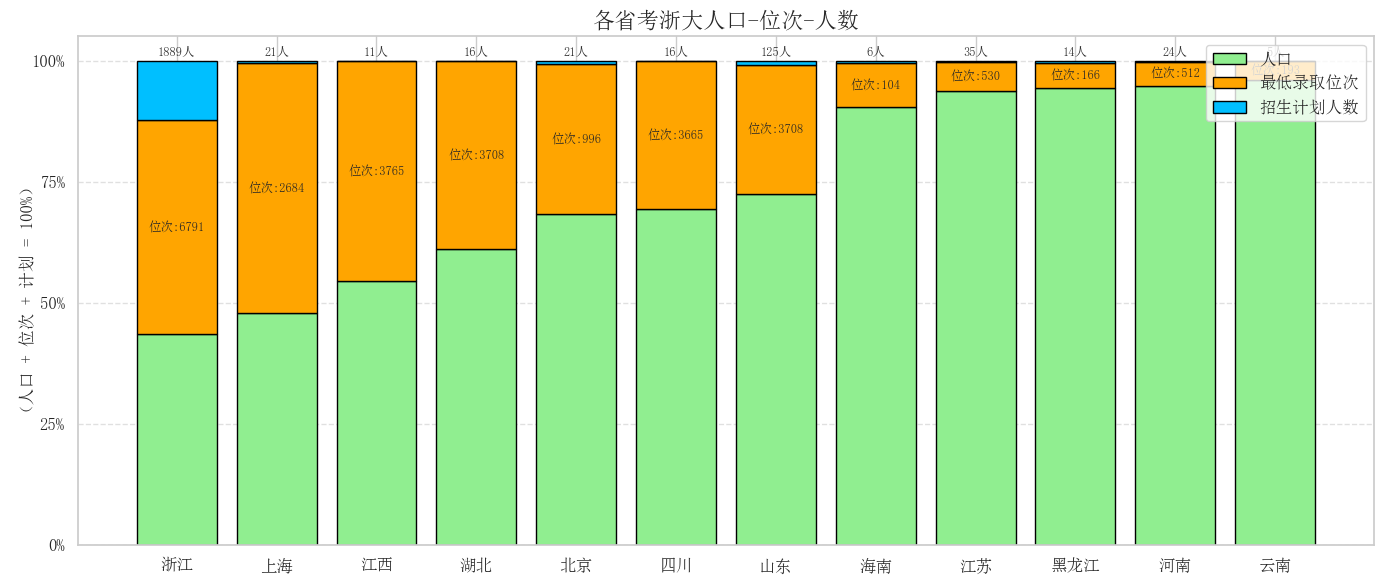 各省考浙大人口-位次-人数
1889人 21人 11人 16人 21人 16人 125人 6人 35人 14人 24人
人口
最低录取位次
招生计划人数
100%
75%
50%
25%
0%
(人口 + 位次 + 计划 = 100%)
位次:6791
位次:2684
位次:3765
位次:3708
位次:996
位次:3665
位次:3708
位次:104
位次:530
位次:166
位次:512
浙江 上海 江西 湖北 北京 四川 山东 海南 江苏 黑龙江 河南 云南